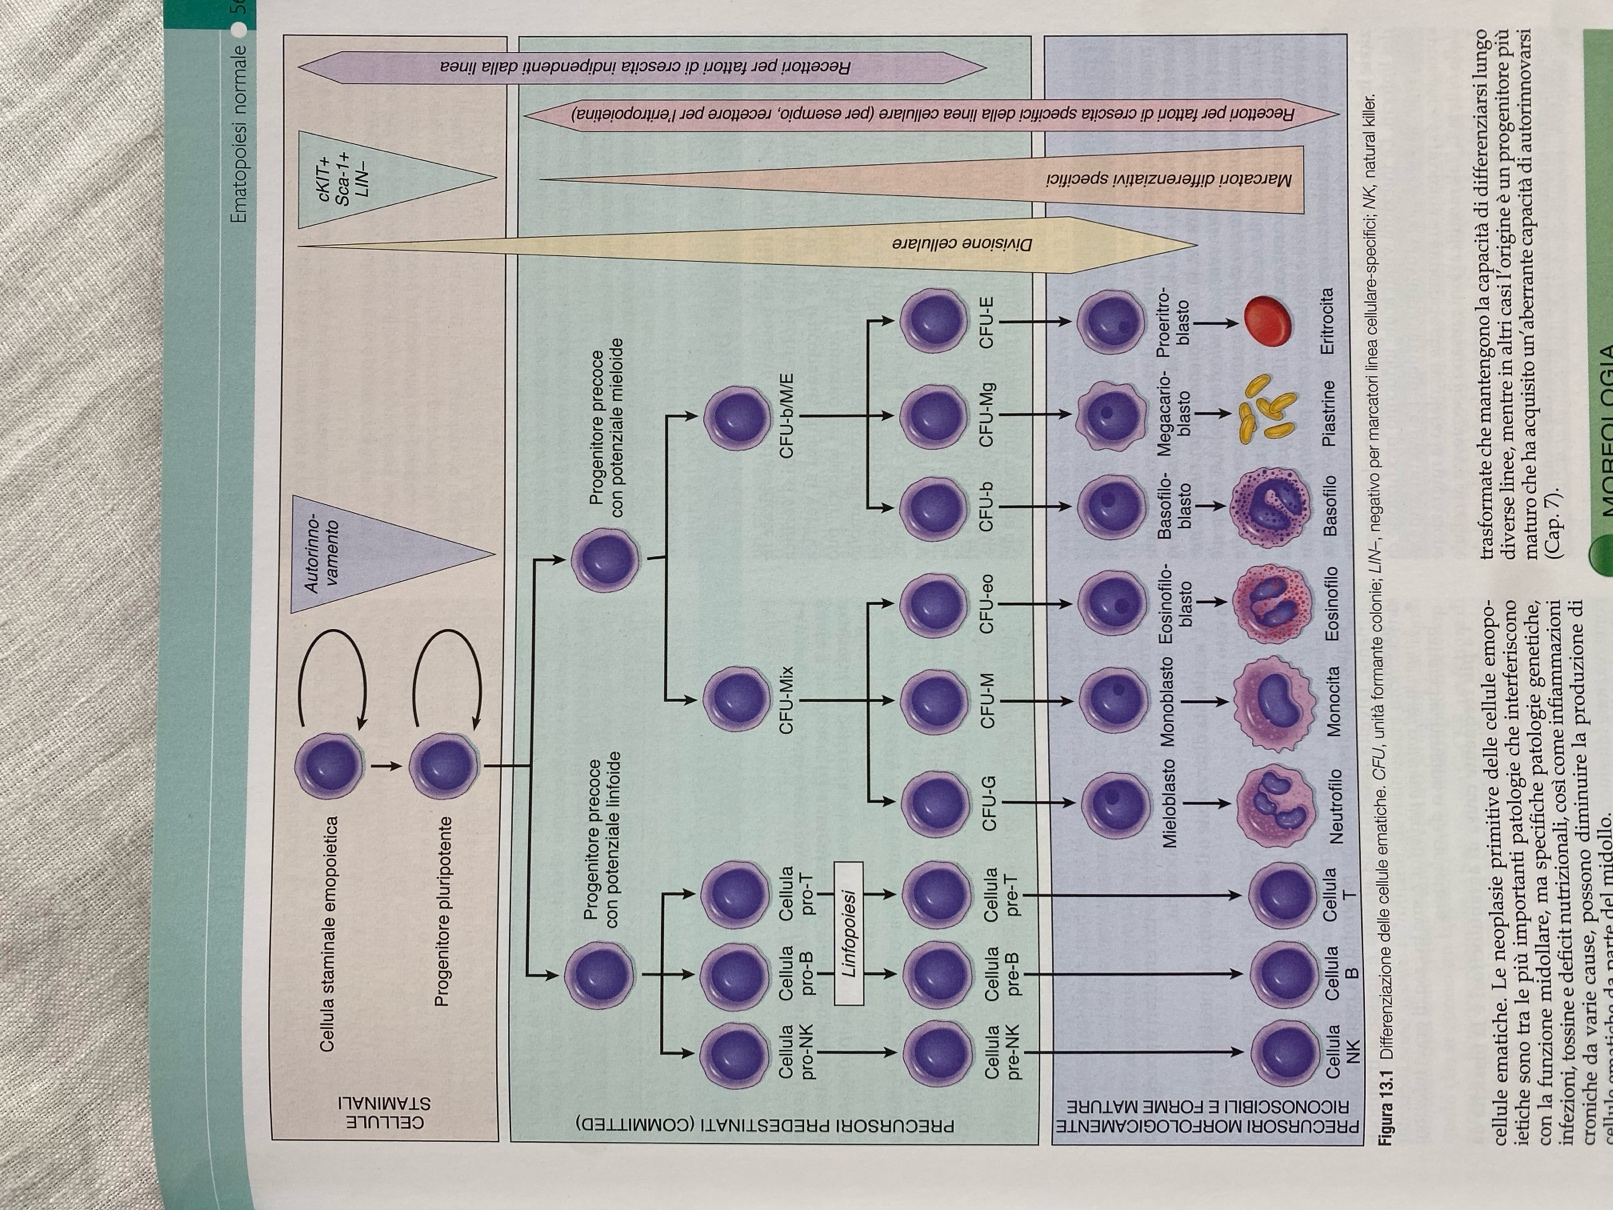 Ematopoiesi normale
CELLULE
STAMINALI
Cellula staminale emopoietica
Autorinno-
vamento
cKIT+
Sca-1+
LIN–
Progenitore pluripotente
Recettori per fattori di crescita indipendenti dalla linea
Recettori per fattori di crescita specifici della linea cellulare (per esempio, recettore per l'eritropoietina)
Marcatori differenziativi specifici
Divisione cellulare
PRECURSORI PREDESTINATI (COMMITTED)
Progenitore precoce
con potenziale linfoide
Progenitore precoce
con potenziale mieloide
Cellula
pro-NK
Cellula
pro-B
Cellula
pro-T
CFU-Mix
CFU-b/M/E
Linfopoiesi
Cellula
pre-NK
Cellula
pre-B
Cellula
pre-T
CFU-G
CFU-M
CFU-eo
CFU-b
CFU-Mg
CFU-E
PRECURSORI MORFOLOGICAMENTE
RICONOSCIBILI E FORME MATURE
Mieloblasto
Monoblasto
Eosinofilo-
blasto
Basofilo-
blasto
Megacario-
blasto
Proeritro-
blasto
Cellula
NK
Cellula
B
Cellula
T
Neutrofilo
Monocita
Eosinofilo
Basofilo
Piastrine
Eritrocita
Figura 13.1 Differenziazione delle cellule ematiche. CFU, unità formante colonie; LIN–, negativo per marcatori linea cellulare-specifici; NK, natural killer.
cellule ematiche. Le neoplasie primitive delle cellule emopo-
ietiche sono tra le più importanti patologie che interferiscono
con la funzione midollare, ma specifiche patologie genetiche,
infezioni, tossine e deficit nutrizionali, così come infiammazioni
croniche da varie cause, possono diminuire la produzione di
cellule ematiche da parte del midollo.
trasformate che mantengono la capacità di differenziarsi lungo
diverse linee, mentre in altri casi l'origine è un progenitore più
maturo che ha acquisito un'aberrante capacità di autorinnovarsi
(Cap. 7).
MORFOLOGIA